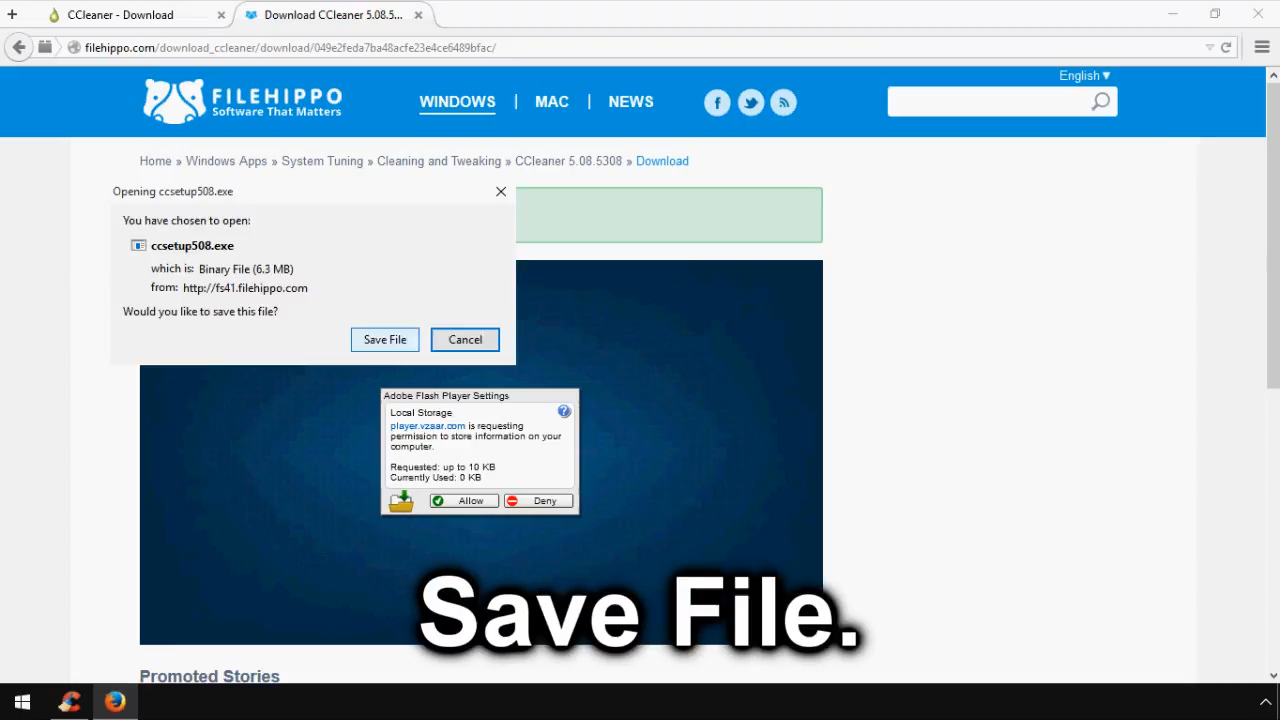 CCleaner - Download
Download CCleaner 5.08.5...
filehippo.com/download_ccleaner/download/049e2feda7ba48acfe23e4ce6489bfac/
English▼
FILEHIPPO
Software That Matters
WINDOWS | MAC | NEWS
Home » Windows Apps » System Tuning » Cleaning and Tweaking » CCleaner 5.08.5308 » Download
Opening ccsetup508.exe
You have chosen to open:
ccsetup508.exe
which is: Binary File (6.3 MB)
from: http://fs41.filehippo.com
Would you like to save this file?
Save File
Cancel
Adobe Flash Player Settings
Local Storage
player.vzaar.com is requesting
permission to store information on your
computer.
Requested: up to 10 KB
Currently Used: 0 KB
Allow
Deny
Save File.
Promoted Stories